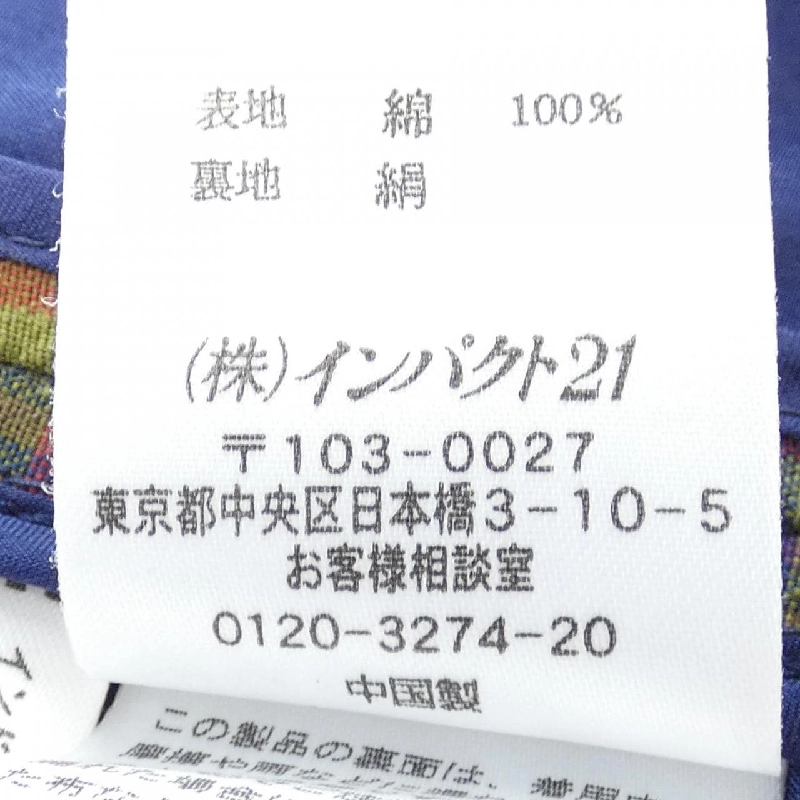 表地 綿 100%
裏地 絹
(株)インパクト21
〒103-0027
東京都中央区日本橋3-10-5
お客様相談室
0120-3274-20
中国製
この製品の裏面は、着用